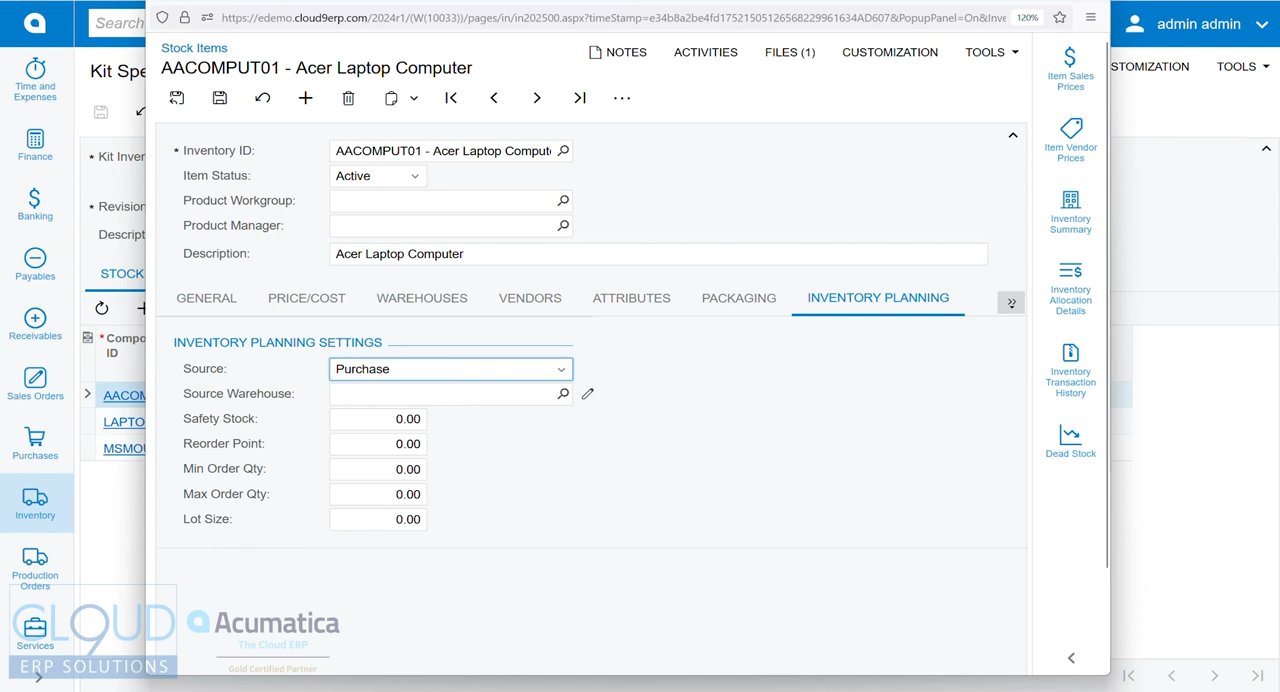 https://edemo.cloud9erp.com/2024r1/(W(10033))/pages/in/in202500.aspx?timeStamp=e34b8a2be4fd17521505126568229961634AD607&PopupPanel=On&Inve
120%
Search
admin admin
Stock Items
NOTES
ACTIVITIES
FILES (1)
CUSTOMIZATION
TOOLS
AACOMPUT01 - Acer Laptop Computer
Kit Spe
STOMIZATION
TOOLS
Time and
Expenses
Finance
Banking
Payables
Receivables
Sales Orders
Purchases
Inventory
Production
Orders
Services
* Kit Inver
* Revision
Descript
STOCK
* Compo
ID
AACOM
LAPTO
MSMOU
* Inventory ID:
AACOMPUT01 - Acer Laptop Compute
Item Status:
Active
Product Workgroup:
Product Manager:
Description:
Acer Laptop Computer
GENERAL
PRICE/COST
WAREHOUSES
VENDORS
ATTRIBUTES
PACKAGING
INVENTORY PLANNING
INVENTORY PLANNING SETTINGS
Source:
Purchase
Source Warehouse:
Safety Stock:
0.00
Reorder Point:
0.00
Min Order Qty:
0.00
Max Order Qty:
0.00
Lot Size:
0.00
Item Sales
Prices
Item Vendor
Prices
Inventory
Summary
Inventory
Allocation
Details
Inventory
Transaction
History
Dead Stock
CLOUD9
ERP SOLUTIONS
Acumatica
The Cloud ERP
Gold Certified Partner